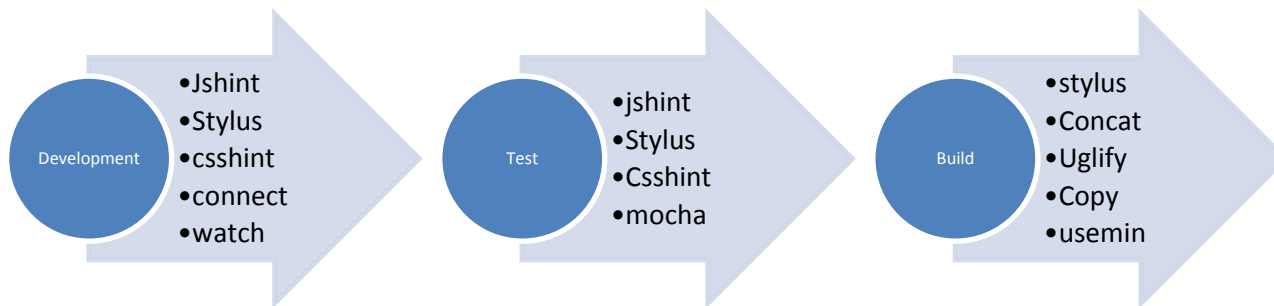 Development
•Jshint
•Stylus
•csshint
•connect
•watch
Test
•jshint
•Stylus
•Csshint
•mocha
Build
•stylus
•Concat
•Uglify
•Copy
•usemin